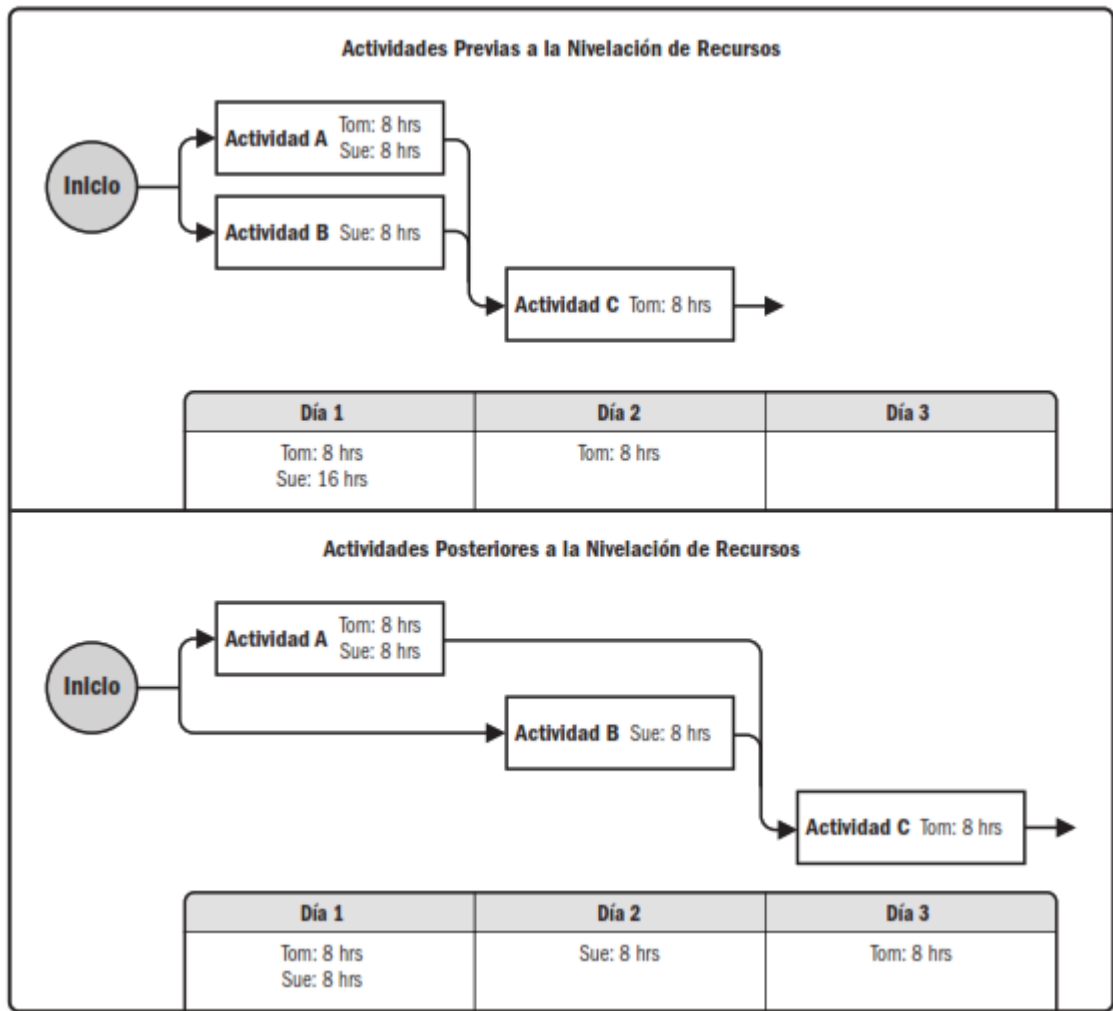 Actividades Previas a la Nivelación de Recursos
Inicio
Actividad A
Tom: 8 hrs
Sue: 8 hrs
Actividad B Sue: 8 hrs
Actividad C Tom: 8 hrs
Día 1 Día 2 Día 3
Tom: 8 hrs Tom: 8 hrs
Sue: 16 hrs
Actividades Posteriores a la Nivelación de Recursos
Inicio
Actividad A
Tom: 8 hrs
Sue: 8 hrs
Actividad B Sue: 8 hrs
Actividad C Tom: 8 hrs
Día 1 Día 2 Día 3
Tom: 8 hrs Sue: 8 hrs Tom: 8 hrs
Sue: 8 hrs